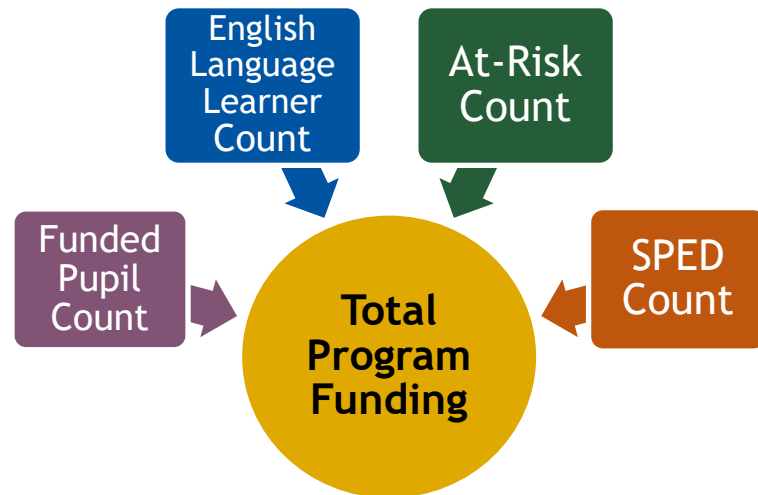 English
Language
Learner
Count
At-Risk
Count
Funded
Pupil
Count
SPED
Count
Total
Program
Funding